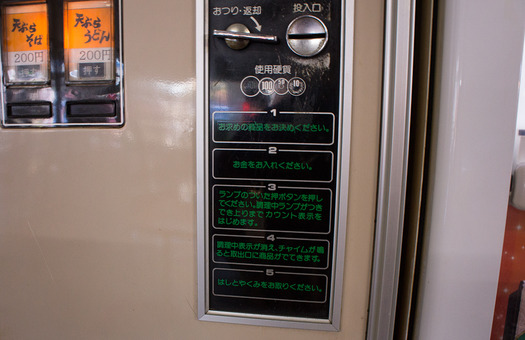 天ぷら
そば
200円
天ぷら
うどん
200円
おつり・返却
投入口
使用硬貨
100
10
1
お求めの商品をお決めください。
2
お金をお入れください。
3
ランプのついた押ボタンを押し
てください。調理中ランプがつき
でき上りまでカウント表示を
はじめます。
4
調理中表示が消え、チャイムが鳴
ると取出口に商品がでてきます。
5
はしとやくみをお取りください。